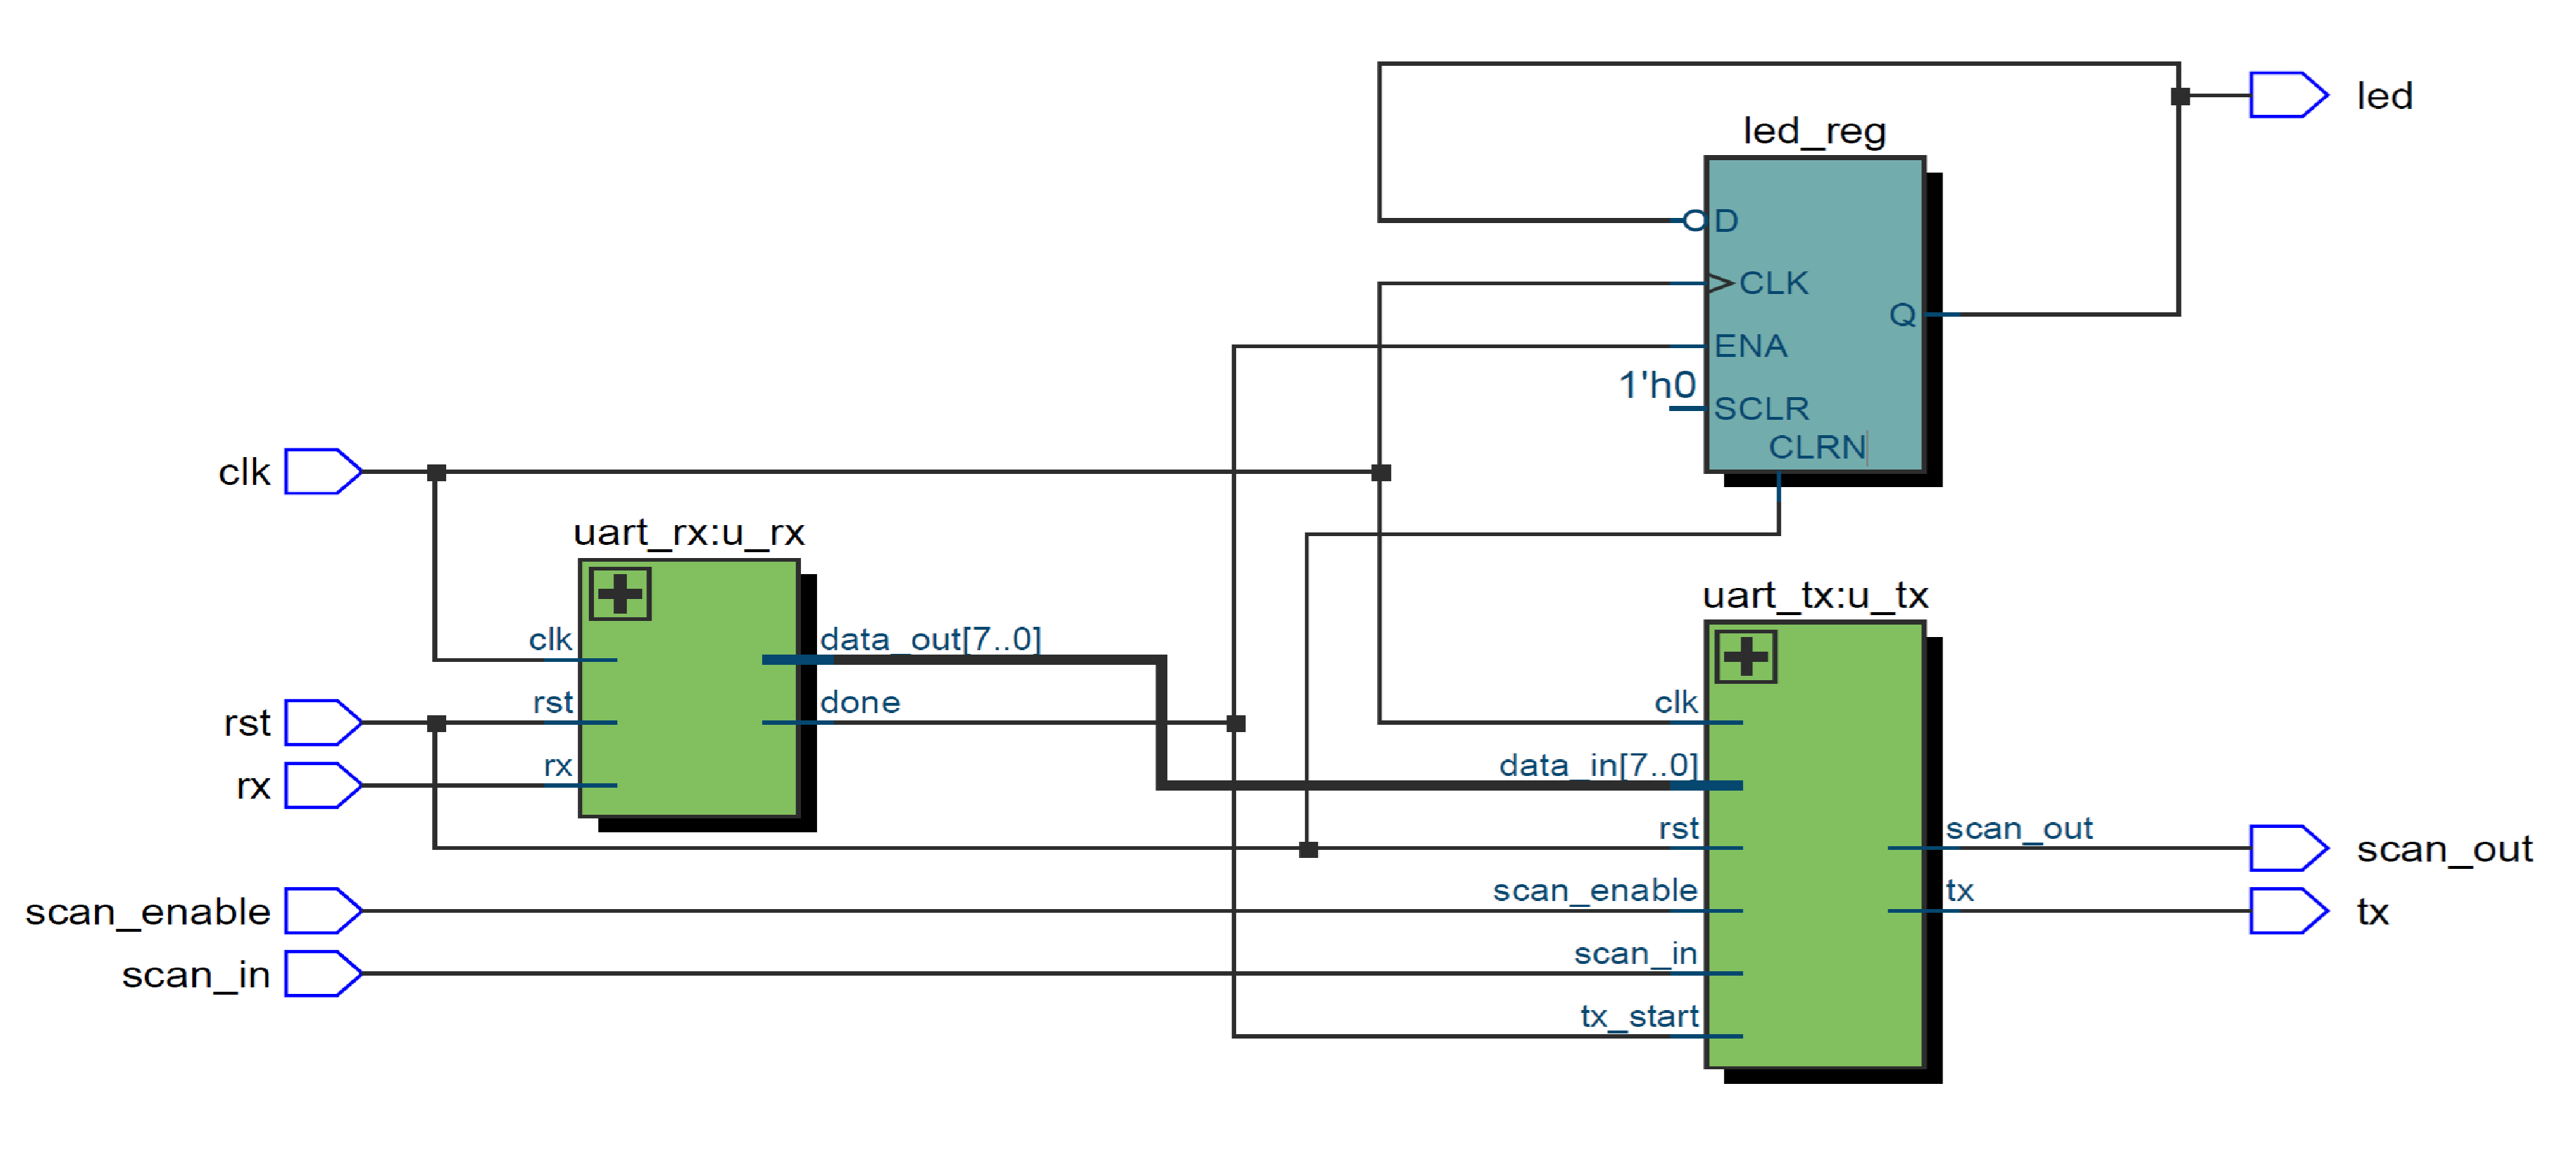 led
led_reg
D
CLK
Q
ENA
1'h0
SCLR
CLRN
clk
uart_rx:u_rx
uart_tx:u_tx
clk
data_out[7..0]
rst
rst
done
clk
rx
rx
data_in[7..0]
rst
scan_out
scan_out
scan_enable
scan_enable
tx
tx
scan_in
scan_in
tx_start